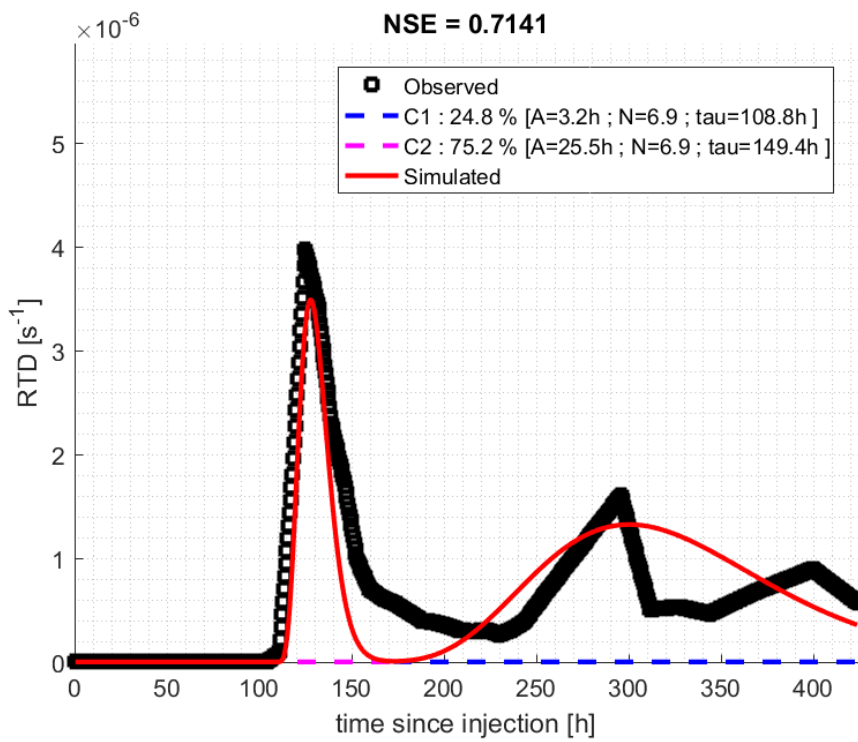 NSE = 0.7141
×10⁻⁶
Observed
C1 : 24.8 % [A=3.2h ; N=6.9 ; tau=108.8h ]
C2 : 75.2 % [A=25.5h ; N=6.9 ; tau=149.4h ]
Simulated
5
4
3
2
1
0
RTD [s⁻¹]
0 50 100 150 200 250 300 350 400
time since injection [h]